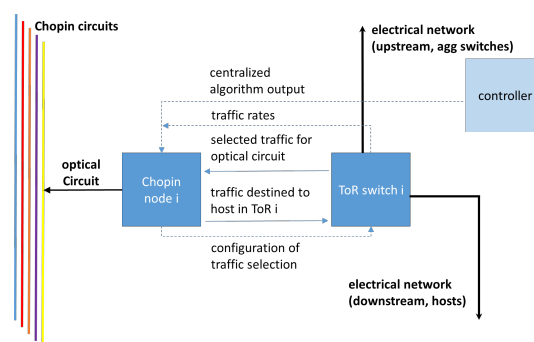 Chopin circuits
electrical network
(upstream, agg switches)
centralized
algorithm output
controller
traffic rates
selected traffic for
optical circuit
optical
Circuit
Chopin
node i
traffic destined to
host in ToR i
ToR switch i
configuration of
traffic selection
electrical network
(downstream, hosts)